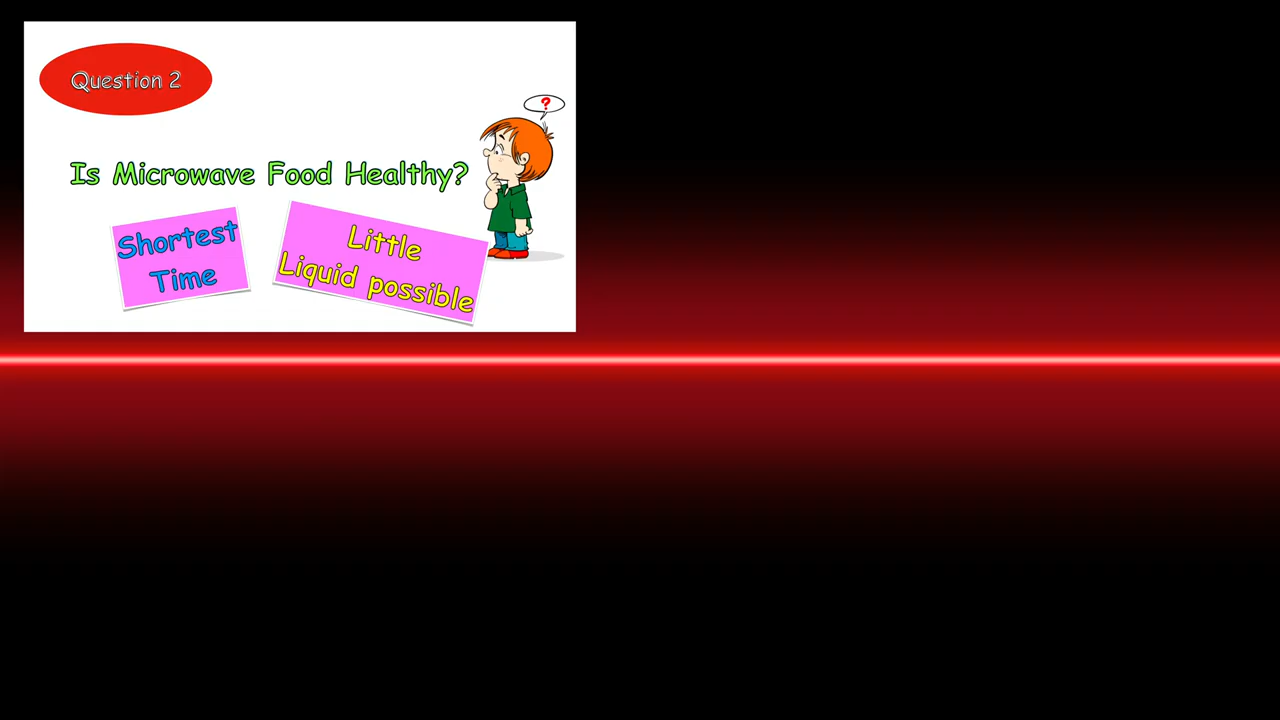 Question 2
?
Is Microwave Food Healthy?
Shortest
Time
Little
Liquid possible